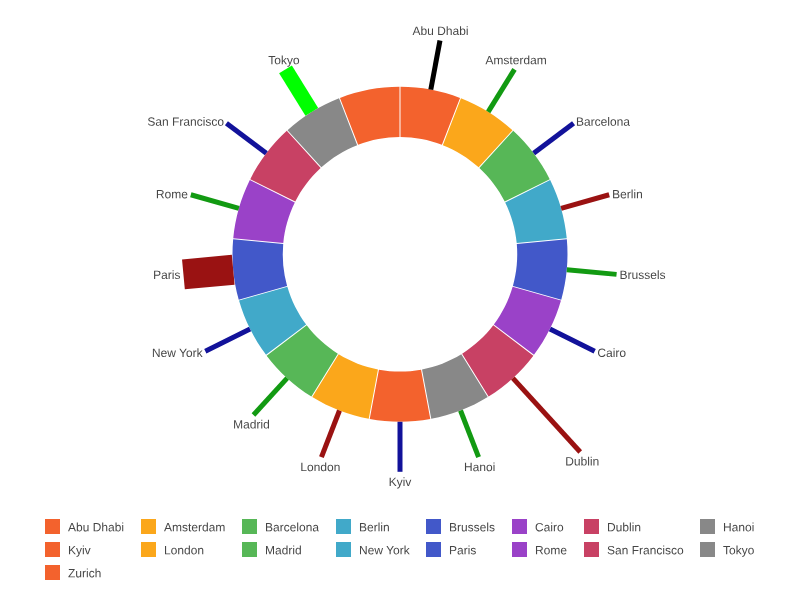 Abu Dhabi
Tokyo
Amsterdam
San Francisco
Barcelona
Rome
Berlin
Paris
Brussels
New York
Cairo
Madrid
London
Hanoi
Dublin
Kyiv
Abu Dhabi Amsterdam Barcelona Berlin Brussels Cairo Dublin Hanoi
Kyiv London Madrid New York Paris Rome San Francisco Tokyo
Zurich